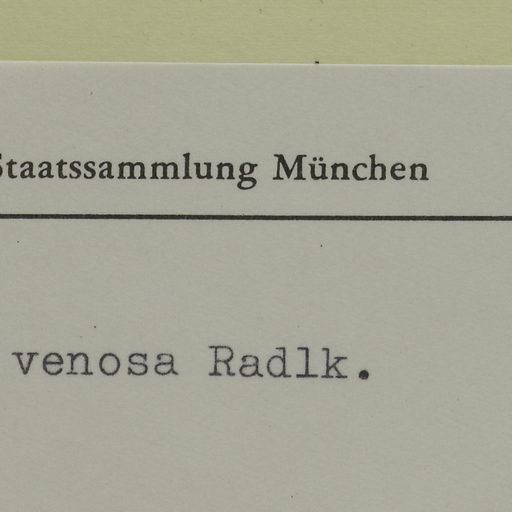 Staatssammlung München
venosa Radlk.